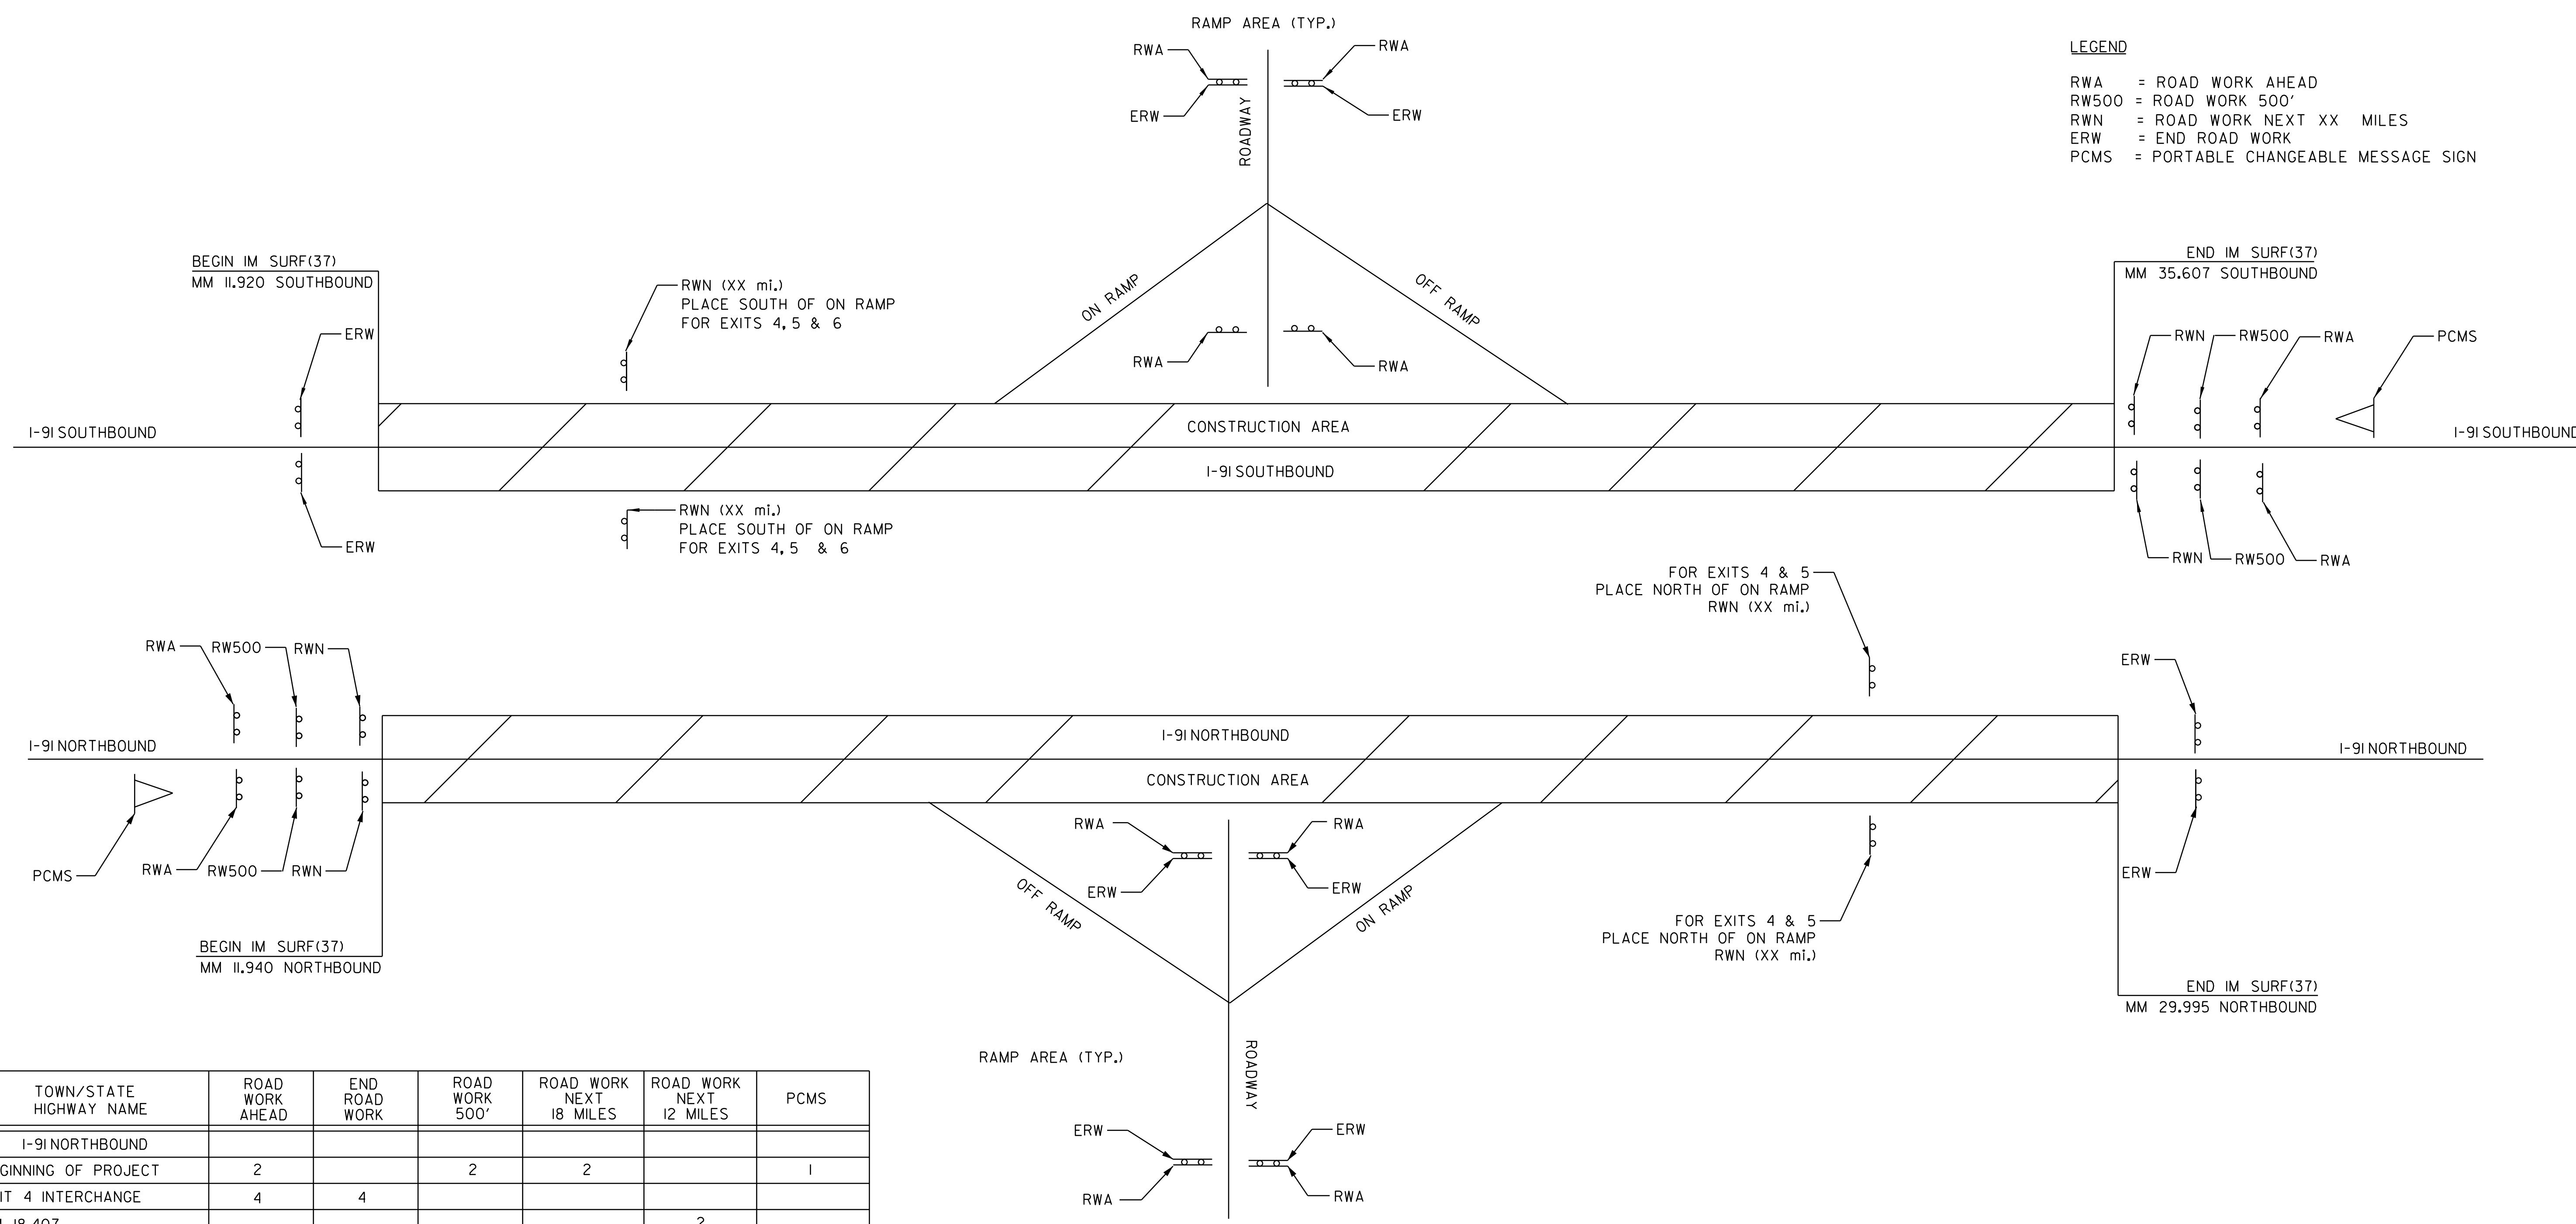 RAMP AREA (TYP.)
RWA
RWA
ERW
ERW
ROADWAY
LEGEND
RWA = ROAD WORK AHEAD
RW500 = ROAD WORK 500'
RWN = ROAD WORK NEXT XX MILES
ERW = END ROAD WORK
PCMS = PORTABLE CHANGEABLE MESSAGE SIGN
BEGIN IM SURF(37)
MM 11.920 SOUTHBOUND
ERW
RWN (XX mi.)
PLACE SOUTH OF ON RAMP
FOR EXITS 4, 5 & 6
ON RAMP
OFF RAMP
RWA
RWA
END IM SURF(37)
MM 35.607 SOUTHBOUND
RWN
RW500
RWA
PCMS
I-91 SOUTHBOUND
CONSTRUCTION AREA
I-91 SOUTHBOUND
I-91 SOUTHBOUND
ERW
RWN (XX mi.)
PLACE SOUTH OF ON RAMP
FOR EXITS 4, 5 & 6
RWN
RW500
RWA
FOR EXITS 4 & 5
PLACE NORTH OF ON RAMP
RWN (XX mi.)
RWA
RW500
RWN
ERW
I-91 NORTHBOUND
I-91 NORTHBOUND
CONSTRUCTION AREA
I-91 NORTHBOUND
PCMS
RWA
RW500
RWN
RWA
RWA
ERW
ERW
OFF RAMP
ON RAMP
ERW
FOR EXITS 4 & 5
PLACE NORTH OF ON RAMP
RWN (XX mi.)
BEGIN IM SURF(37)
MM 11.940 NORTHBOUND
END IM SURF(37)
MM 29.995 NORTHBOUND
RAMP AREA (TYP.)
ROADWAY
ERW
ERW
RWA
RWA
TOWN/STATE
HIGHWAY NAME
ROAD
WORK
AHEAD
END
ROAD
WORK
ROAD
WORK
500'
ROAD WORK
NEXT
18 MILES
ROAD WORK
NEXT
12 MILES
PCMS
I-91 NORTHBOUND
GINNING OF PROJECT 2 2 2 1
IT 4 INTERCHANGE 4 4
18.407 2